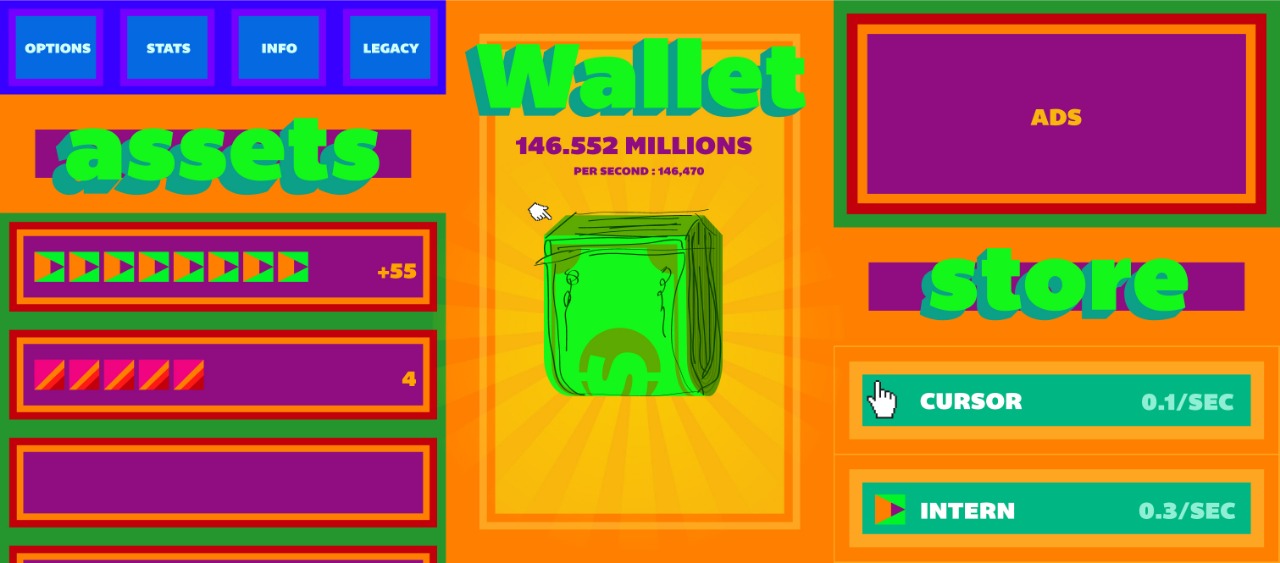 OPTIONS
STATS
INFO
LEGACY
assets
+55
4
Wallet
146.552 MILLIONS
PER SECOND : 146,470
$
ADS
store
CURSOR
0.1/SEC
INTERN
0.3/SEC